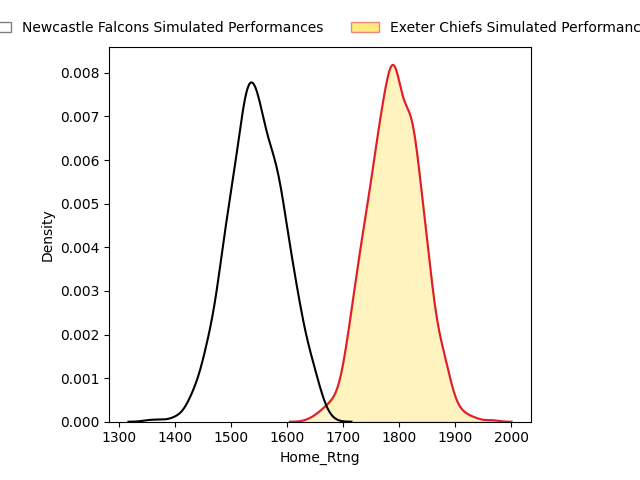 Newcastle Falcons Simulated Performances
Exeter Chiefs Simulated Performanc
0.008
0.007
0.006
0.005
0.004
0.003
0.002
0.001
0.000
Density
1300 1400 1500 1600 1700 1800 1900 2000
Home_Rtng